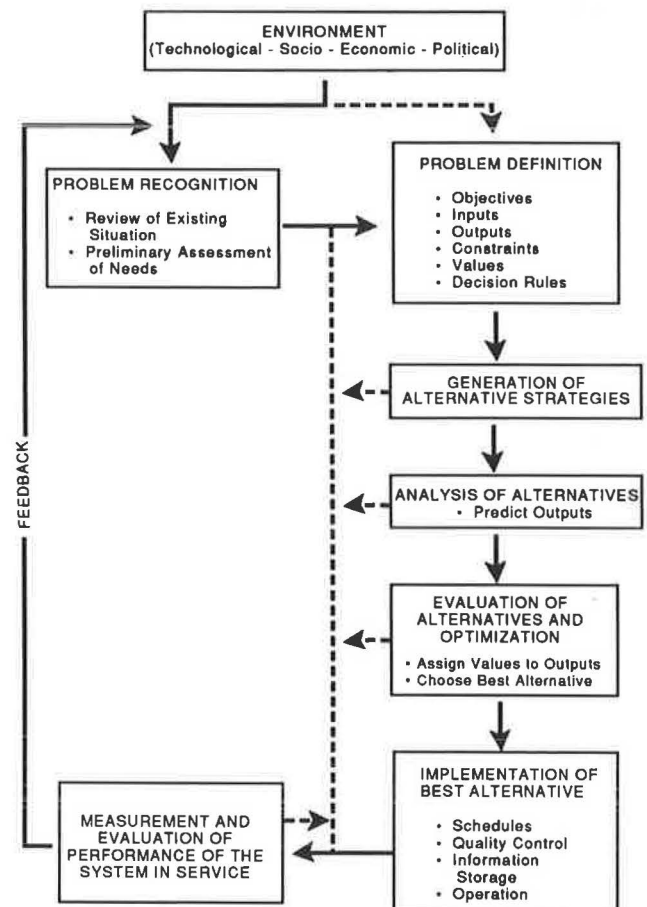 ENVIRONMENT
(Technological - Socio - Economic - Political)
PROBLEM RECOGNITION
• Review of Existing
Situation
• Preliminary Assessment
of Needs
PROBLEM DEFINITION
• Objectives
• Inputs
• Outputs
• Constraints
• Values
• Decision Rules
GENERATION OF
ALTERNATIVE STRATEGIES
ANALYSIS OF ALTERNATIVES
• Predict Outputs
EVALUATION OF
ALTERNATIVES AND
OPTIMIZATION
• Assign Values to Outputs
• Choose Best Alternative
IMPLEMENTATION OF
BEST ALTERNATIVE
• Schedules
• Quality Control
• Information
Storage
• Operation
MEASUREMENT AND
EVALUATION OF
PERFORMANCE OF THE
SYSTEM IN SERVICE
FEEDBACK